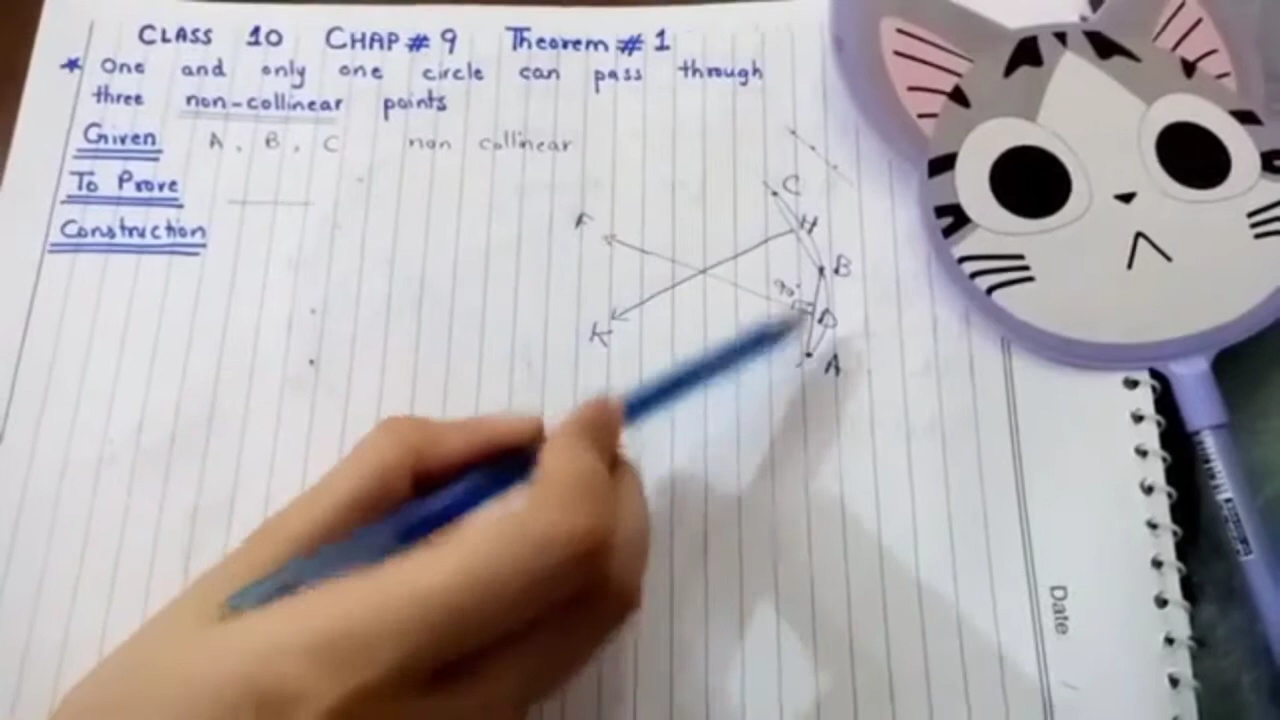 CLASS 10 CHAP # 9 Theorem # 1
* One and only one circle can pass through
three non-collinear points
Given A, B, C non collinear
To Prove
Construction
C
F
H
B
90°
D
K
A
Date